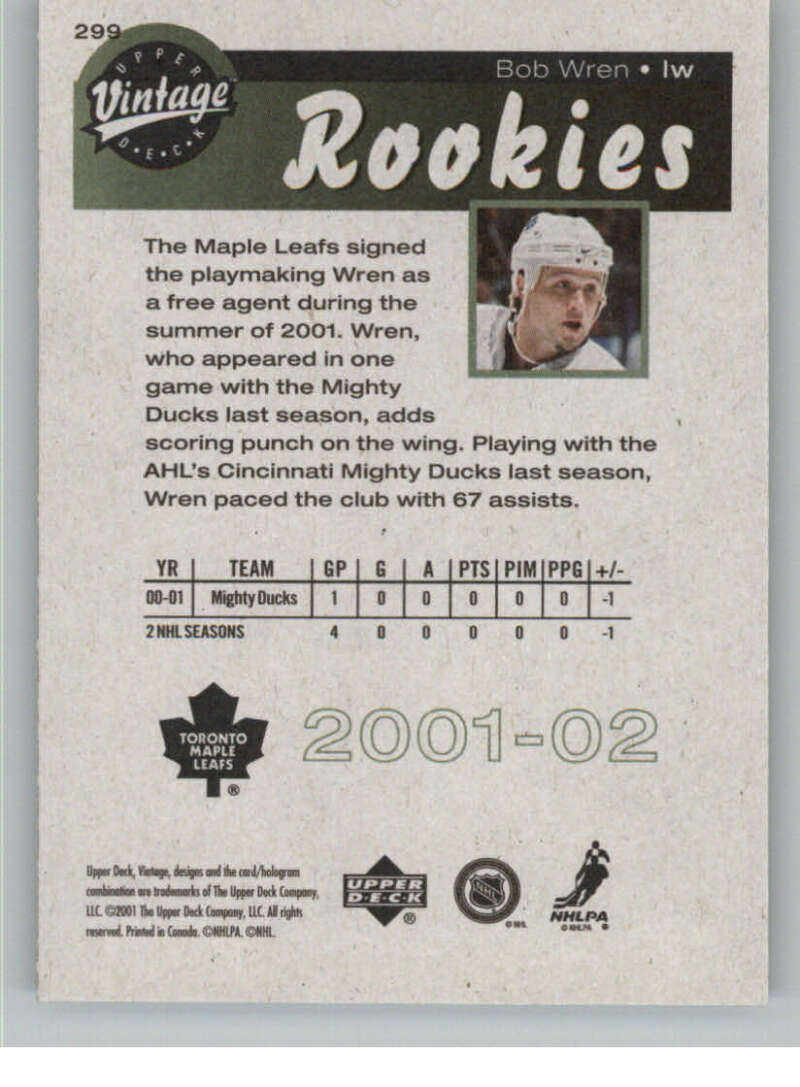 299
UPPER
Vintage
DECK
Bob Wren • lw
Rookies
The Maple Leafs signed
the playmaking Wren as
a free agent during the
summer of 2001. Wren,
who appeared in one
game with the Mighty
Ducks last season, adds
scoring punch on the wing. Playing with the
AHL's Cincinnati Mighty Ducks last season,
Wren paced the club with 67 assists.
YR TEAM GP G A PTS PIM PPG +/-
00-01 Mighty Ducks 1 0 0 0 0 0 -1
2 NHL SEASONS 4 0 0 0 0 0 -1
TORONTO
MAPLE
LEAFS
®
2001-02
Upper Deck, Vintage, designs and the card/hologram
combination are trademarks of The Upper Deck Company,
LLC. ©2001 The Upper Deck Company, LLC. All rights
reserved. Printed in Canada. ©NHLPA. ©NHL.
UPPER
D·E·C·K
®
NHL
© NHL
NHLPA
© NHLPA ®